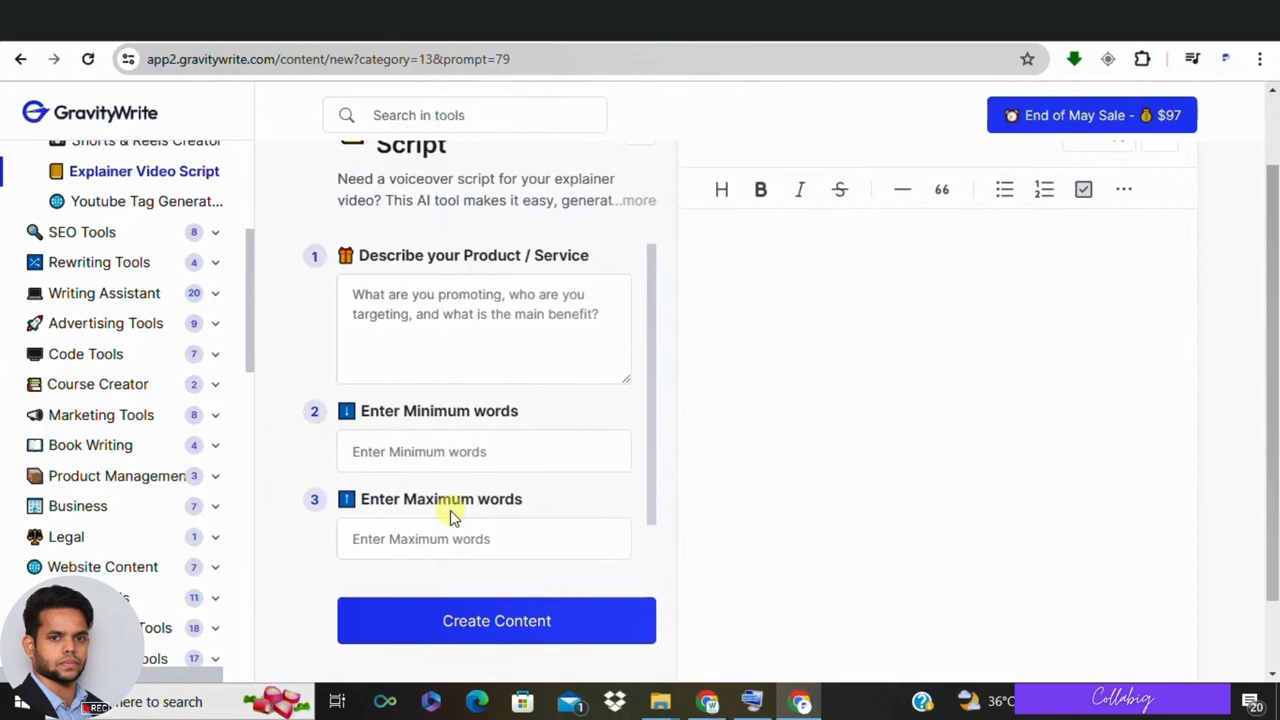 app2.gravitywrite.com/content/new?category=13&prompt=79
GravityWrite
Search in tools
End of May Sale - $97
Shorts & Reels Creator
Explainer Video Script
Youtube Tag Generat...
SEO Tools 8
Rewriting Tools 4
Writing Assistant 20
Advertising Tools 9
Code Tools 7
Course Creator 2
Marketing Tools 8
Book Writing 4
Product Managemen 3
Business 7
Legal 1
Website Content 7
11
Tools 18
17
Script
Need a voiceover script for your explainer
video? This AI tool makes it easy, generat...more
1 Describe your Product / Service
What are you promoting, who are you
targeting, and what is the main benefit?
2 Enter Minimum words
Enter Minimum words
3 Enter Maximum words
Enter Maximum words
Create Content
H B I S 66
REC
here to search
36°C
Collabig
20